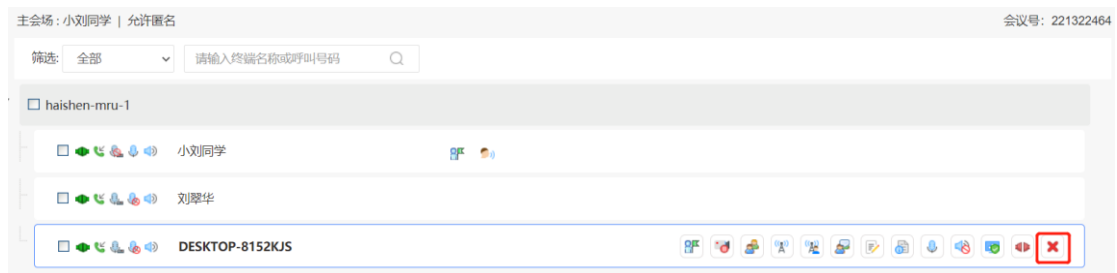 主会场 : 小刘同学 | 允许匿名
会议号: 221322464
筛选: 全部 请输入终端名称或呼叫号码
haishen-mru-1
小刘同学
刘翠华
DESKTOP-8152KJS